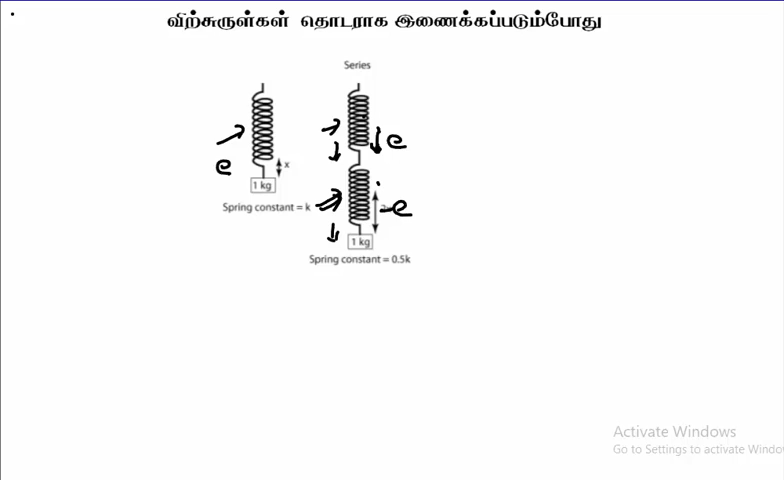 விற்சுருள்கள் தொடராக இணைக்கப்படும்போது
Series
e
e
x
1 kg
Spring constant = k
e
1 kg
Spring constant = 0.5k
Activate Windows
Go to Settings to activate Windo